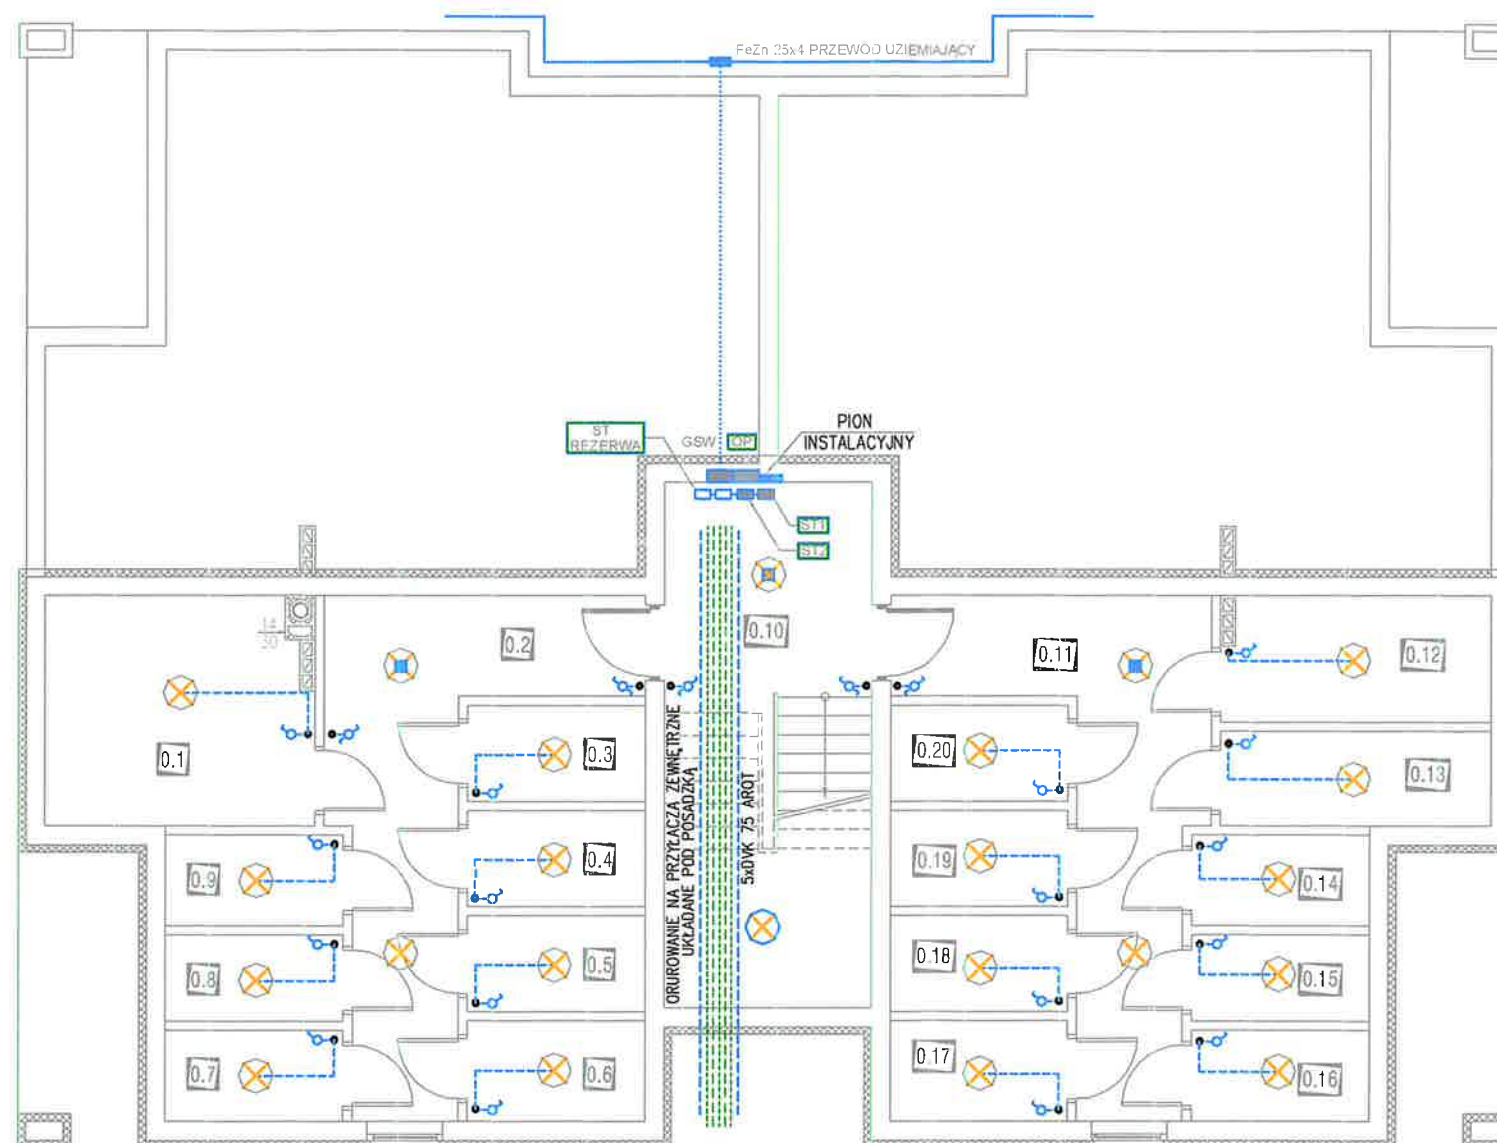 FeZn 25x4 PRZEWÓD UZIEMIAJĄCY
PION
INSTALACYJNY
ST
REZERWA
GSW
OP
ST1
ST2
14
30
0.1
0.2
0.10
0.11
0.12
0.3
0.20
0.13
0.4
0.19
0.9
0.14
0.5
0.18
0.8
0.15
0.6
0.17
0.7
0.16
ORUROWANIE NA PRZYŁĄCZA ZEWNĘTRZNE
UKŁADANE POD POSADZKĄ
5xDVK 75 AROT